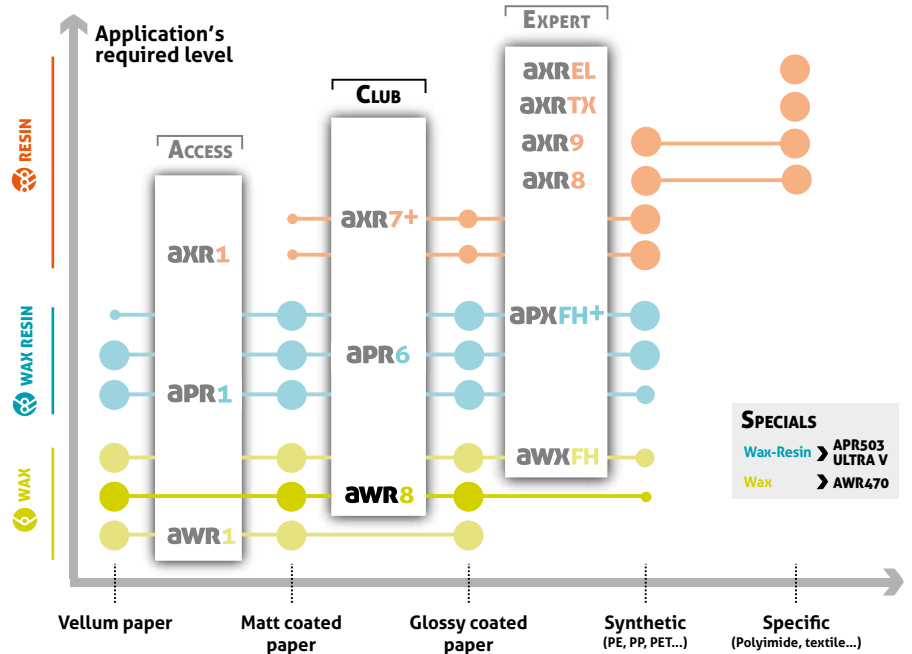 Application's
required level
EXPERT
CLUB
ACCESS
RESIN
WAX RESIN
WAX
aXREL
aXRTX
aXR9
aXR8
aXR7+
aXR1
aPXFH+
aPR6
aPR1
aWXFH
aWR8
aWR1
SPECIALS
Wax-Resin > APR503
ULTRA V
Wax > AWR470
Vellum paper
Matt coated
paper
Glossy coated
paper
Synthetic
(PE, PP, PET...)
Specific
(Polyimide, textile...)